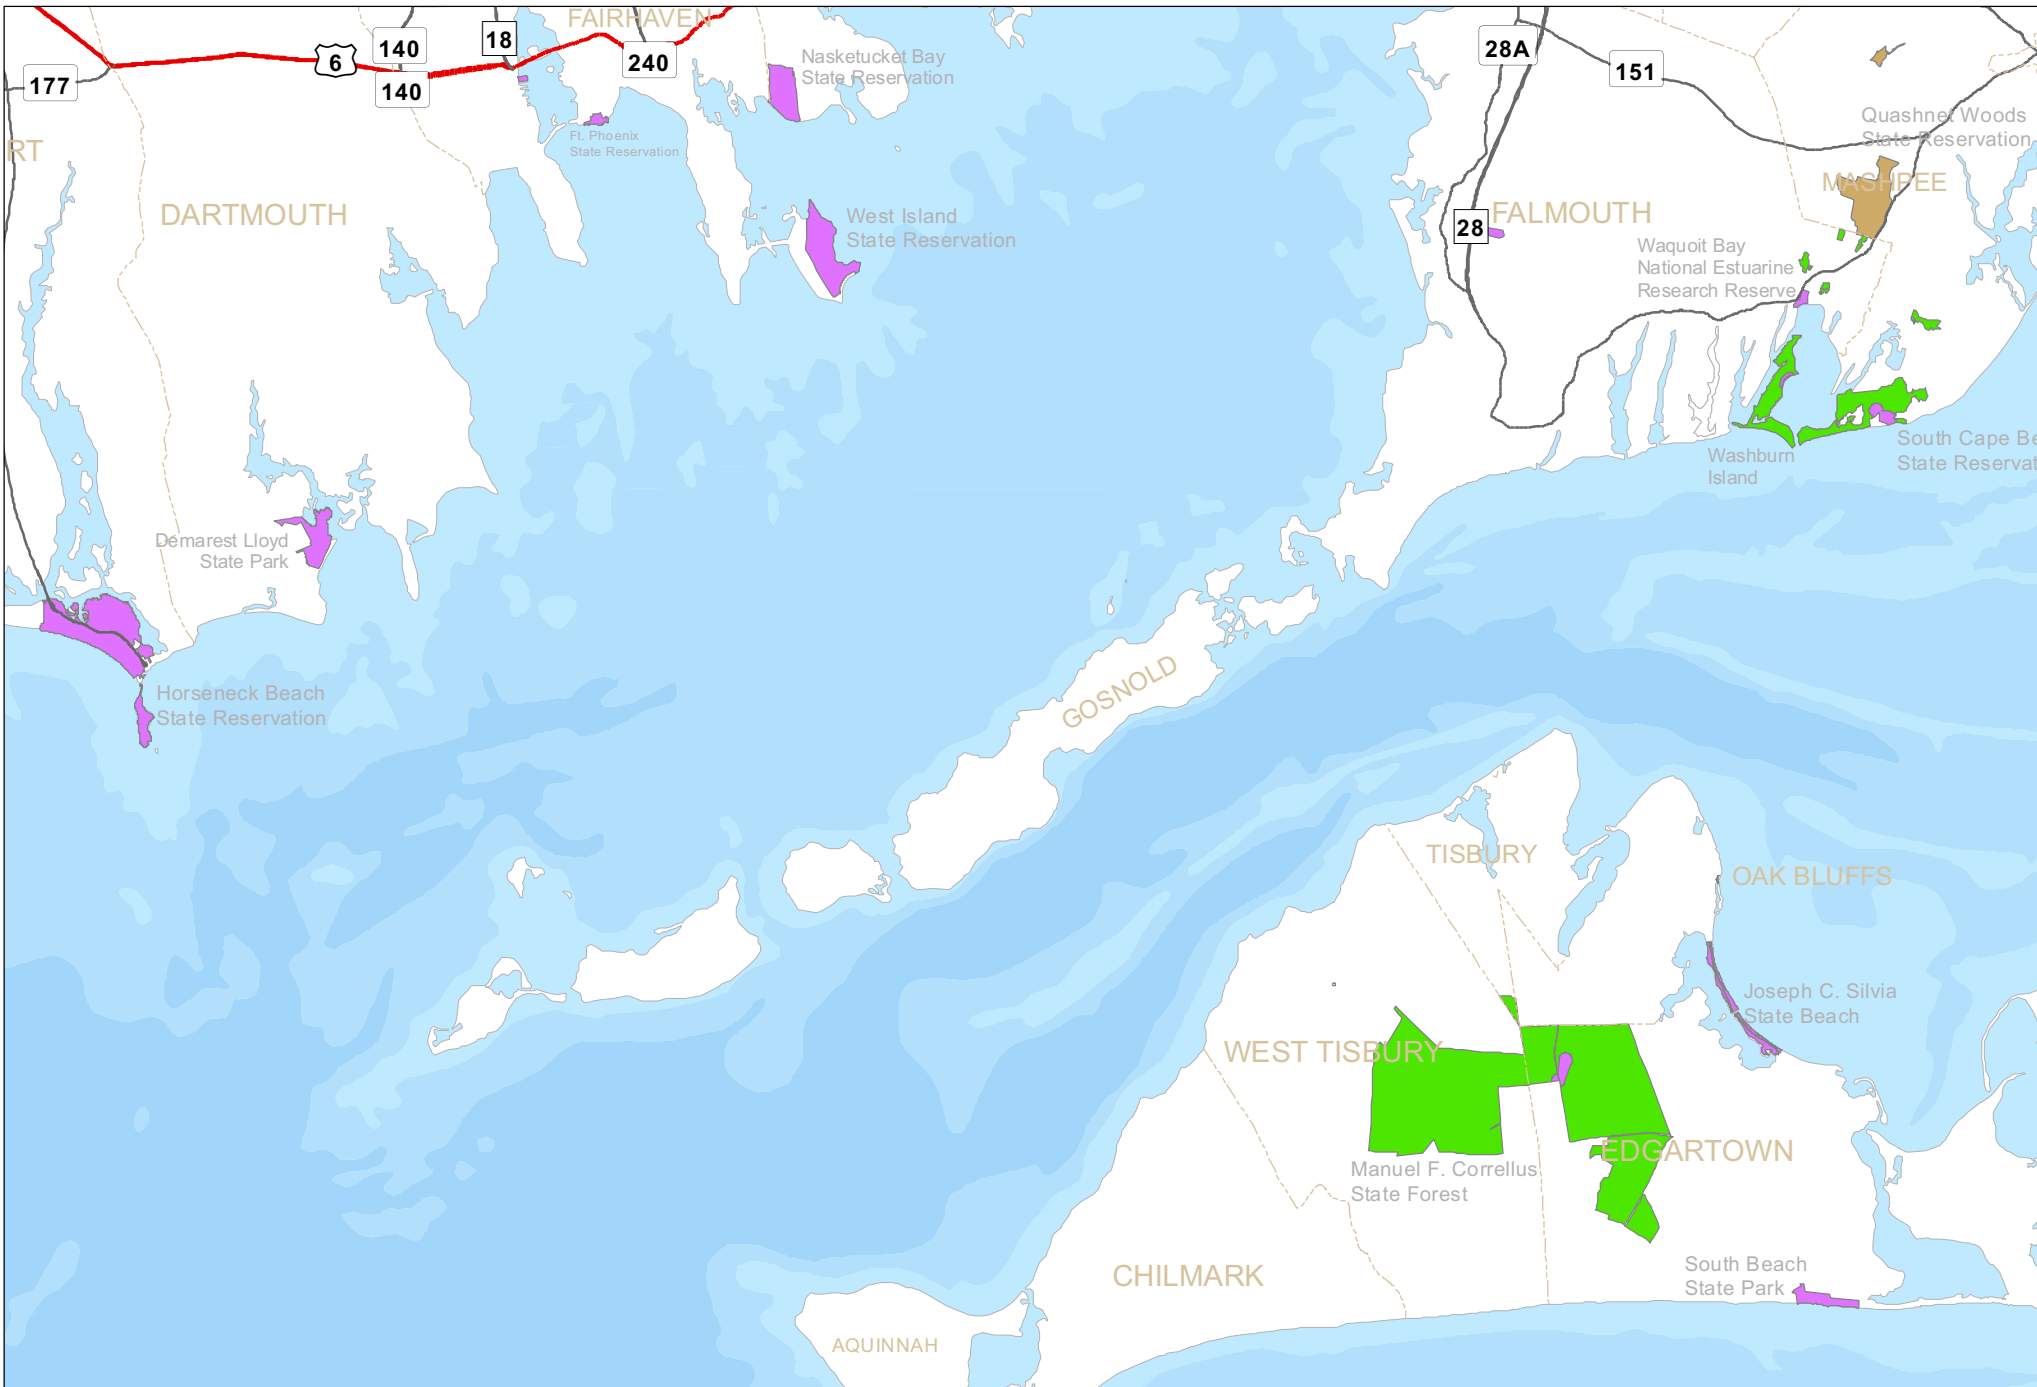 FAIRHAVEN
18
140
6
240
140
177
Nasketucket Bay
State Reservation
28A
151
Ft. Phoenix
State Reservation
Quashnet Woods
State Reservation
RT
DARTMOUTH
West Island
State Reservation
MASHPEE
FALMOUTH
28
Waquoit Bay
National Estuarine
Research Reserve
South Cape Be
State Reservat
Washburn
Island
Demarest Lloyd
State Park
Horseneck Beach
State Reservation
GOSNOLD
TISBURY
OAK BLUFFS
Joseph C. Silvia
State Beach
WEST TISBURY
EDGARTOWN
Manuel F. Correllus
State Forest
CHILMARK
South Beach
State Park
AQUINNAH